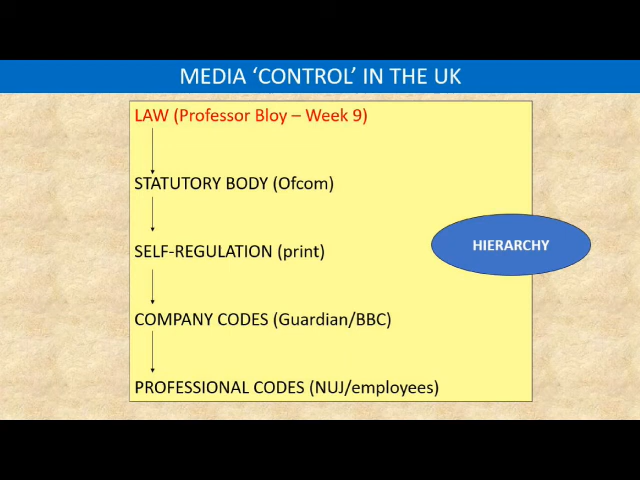 MEDIA ‘CONTROL’ IN THE UK
LAW (Professor Bloy – Week 9)
STATUTORY BODY (Ofcom)
SELF-REGULATION (print)
HIERARCHY
COMPANY CODES (Guardian/BBC)
PROFESSIONAL CODES (NUJ/employees)